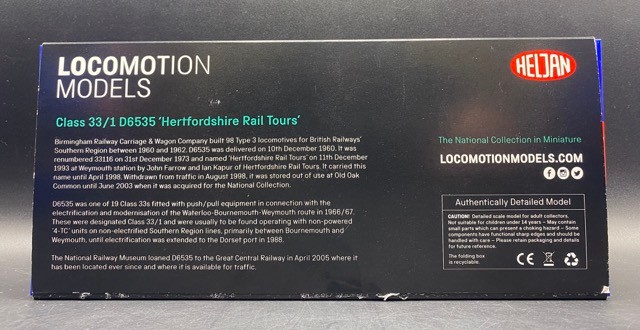 LOCOMOTION
MODELS
HELJAN
Class 33/1 D6535 'Hertfordshire Rail Tours'
Birmingham Railway Carriage & Wagon Company built 98 Type 3 locomotives for British Railways'
Southern Region between 1960 and 1962. D6535 was delivered on 10th December 1960. It was
renumbered 33116 on 31st December 1973 and named 'Hertfordshire Rail Tours' on 11th December
1993 at Weymouth station by John Farrow and Ian Kapur of Hertfordshire Rail Tours. It carried this
name until April 1998. Withdrawn from traffic in August 1998, it was stored out of use at Old Oak
Common until June 2003 when it was acquired for the National Collection.
D6535 was one of 19 Class 33s fitted with push/pull equipment in connection with the
electrification and modernisation of the Waterloo-Bournemouth-Weymouth route in 1966/67.
These were designated Class 33/1 and were usually to be found operating with non-powered
'4-TC' units on non-electrified Southern Region lines, primarily between Bournemouth and
Weymouth, until electrification was extended to the Dorset port in 1988.
The National Railway Museum loaned D6535 to the Great Central Railway in April 2005 where it
has been located ever since and where it is available for traffic.
The National Collection in Miniature
LOCOMOTIONMODELS.COM
Authentically Detailed Model
CAUTION! Detailed scale model for adult collectors.
Not suitable for children under 14 years – May contain
small parts which can present a choking hazard – Some
components have functional sharp edges and should be
handled with care – Please retain packaging and details
for future reference.
The folding box
is recyclable.
CE